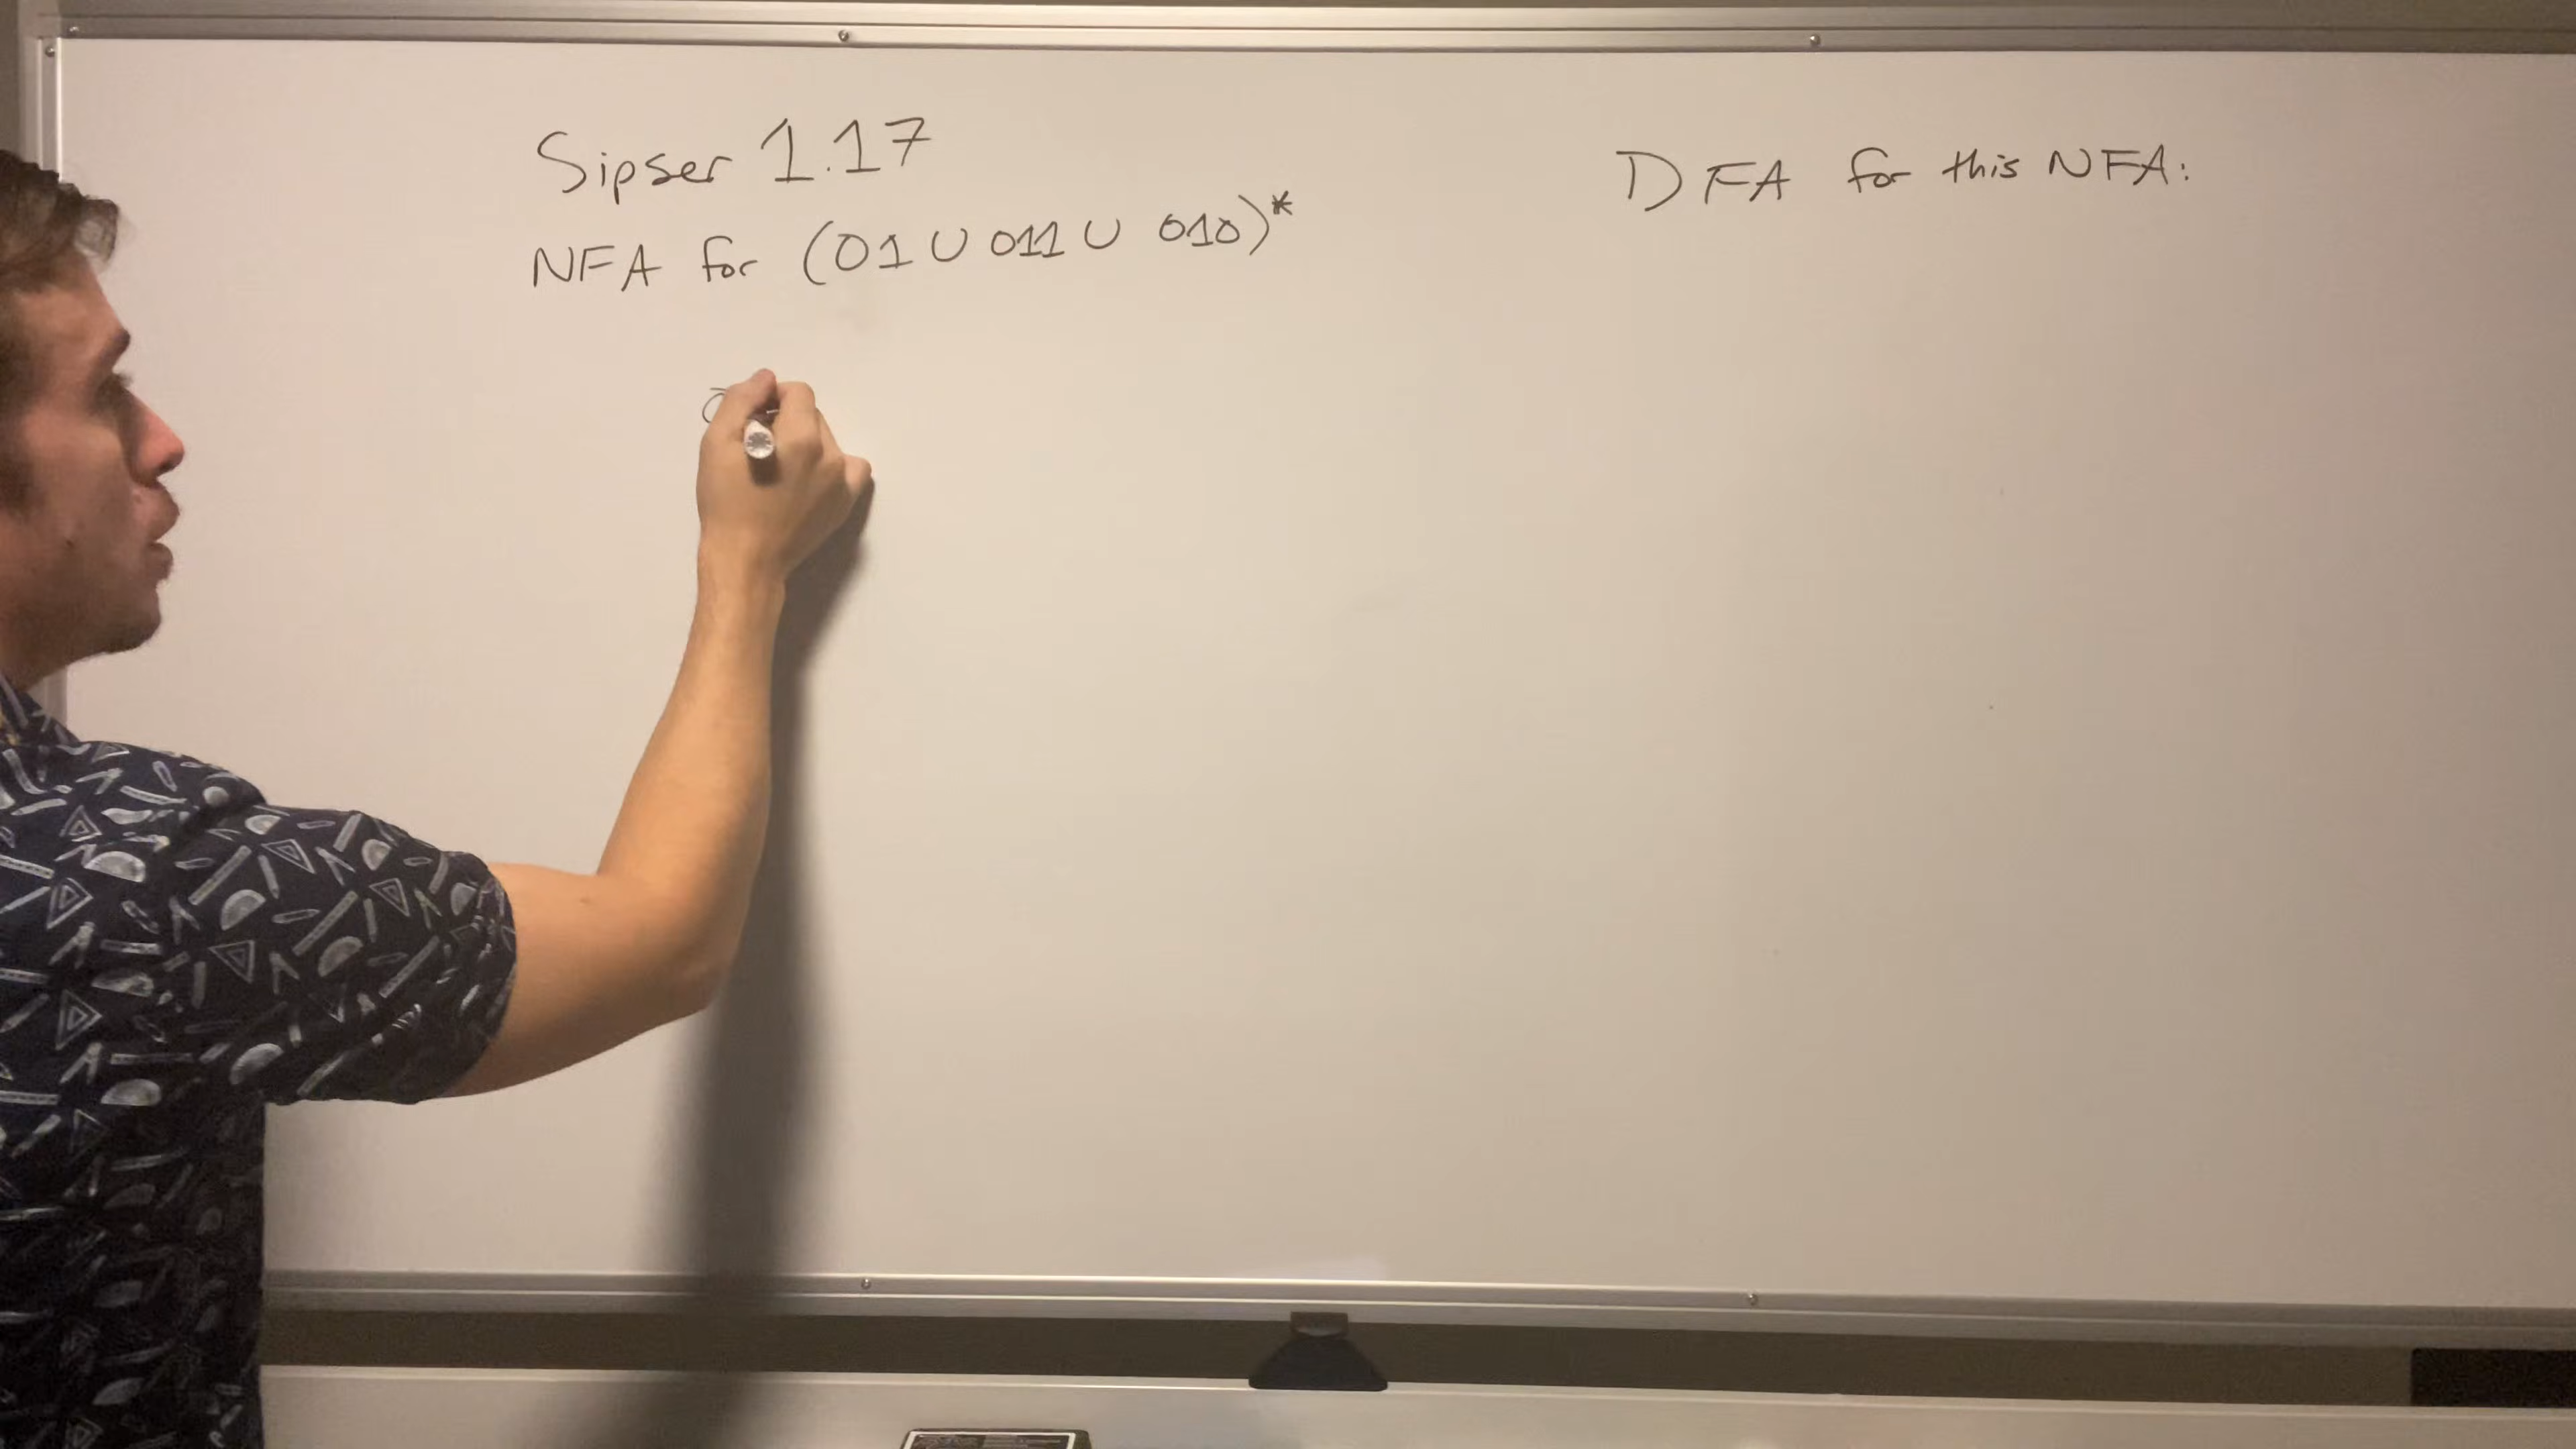 Sipser 1.17
NFA for (01 ∪ 011 ∪ 010)*
DFA for this NFA: